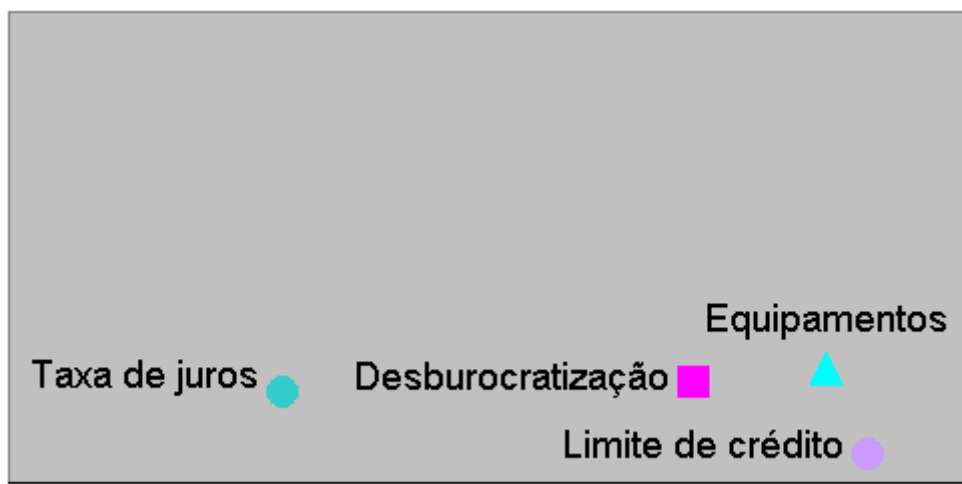 Equipamentos
Taxa de juros
Desburocratização
Limite de crédito